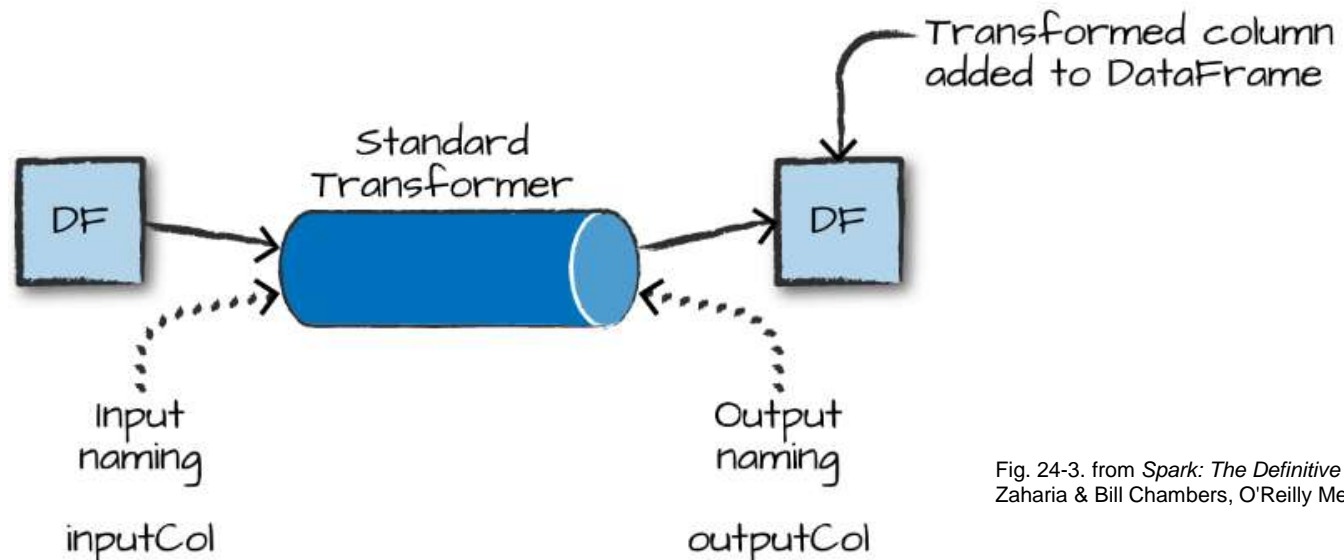 Transformed column
added to DataFrame
Standard
Transformer
DF
DF
Input
naming
Output
naming
inputCol
outputCol
Fig. 24-3. from Spark: The Definitive
Zaharia & Bill Chambers, O'Reilly